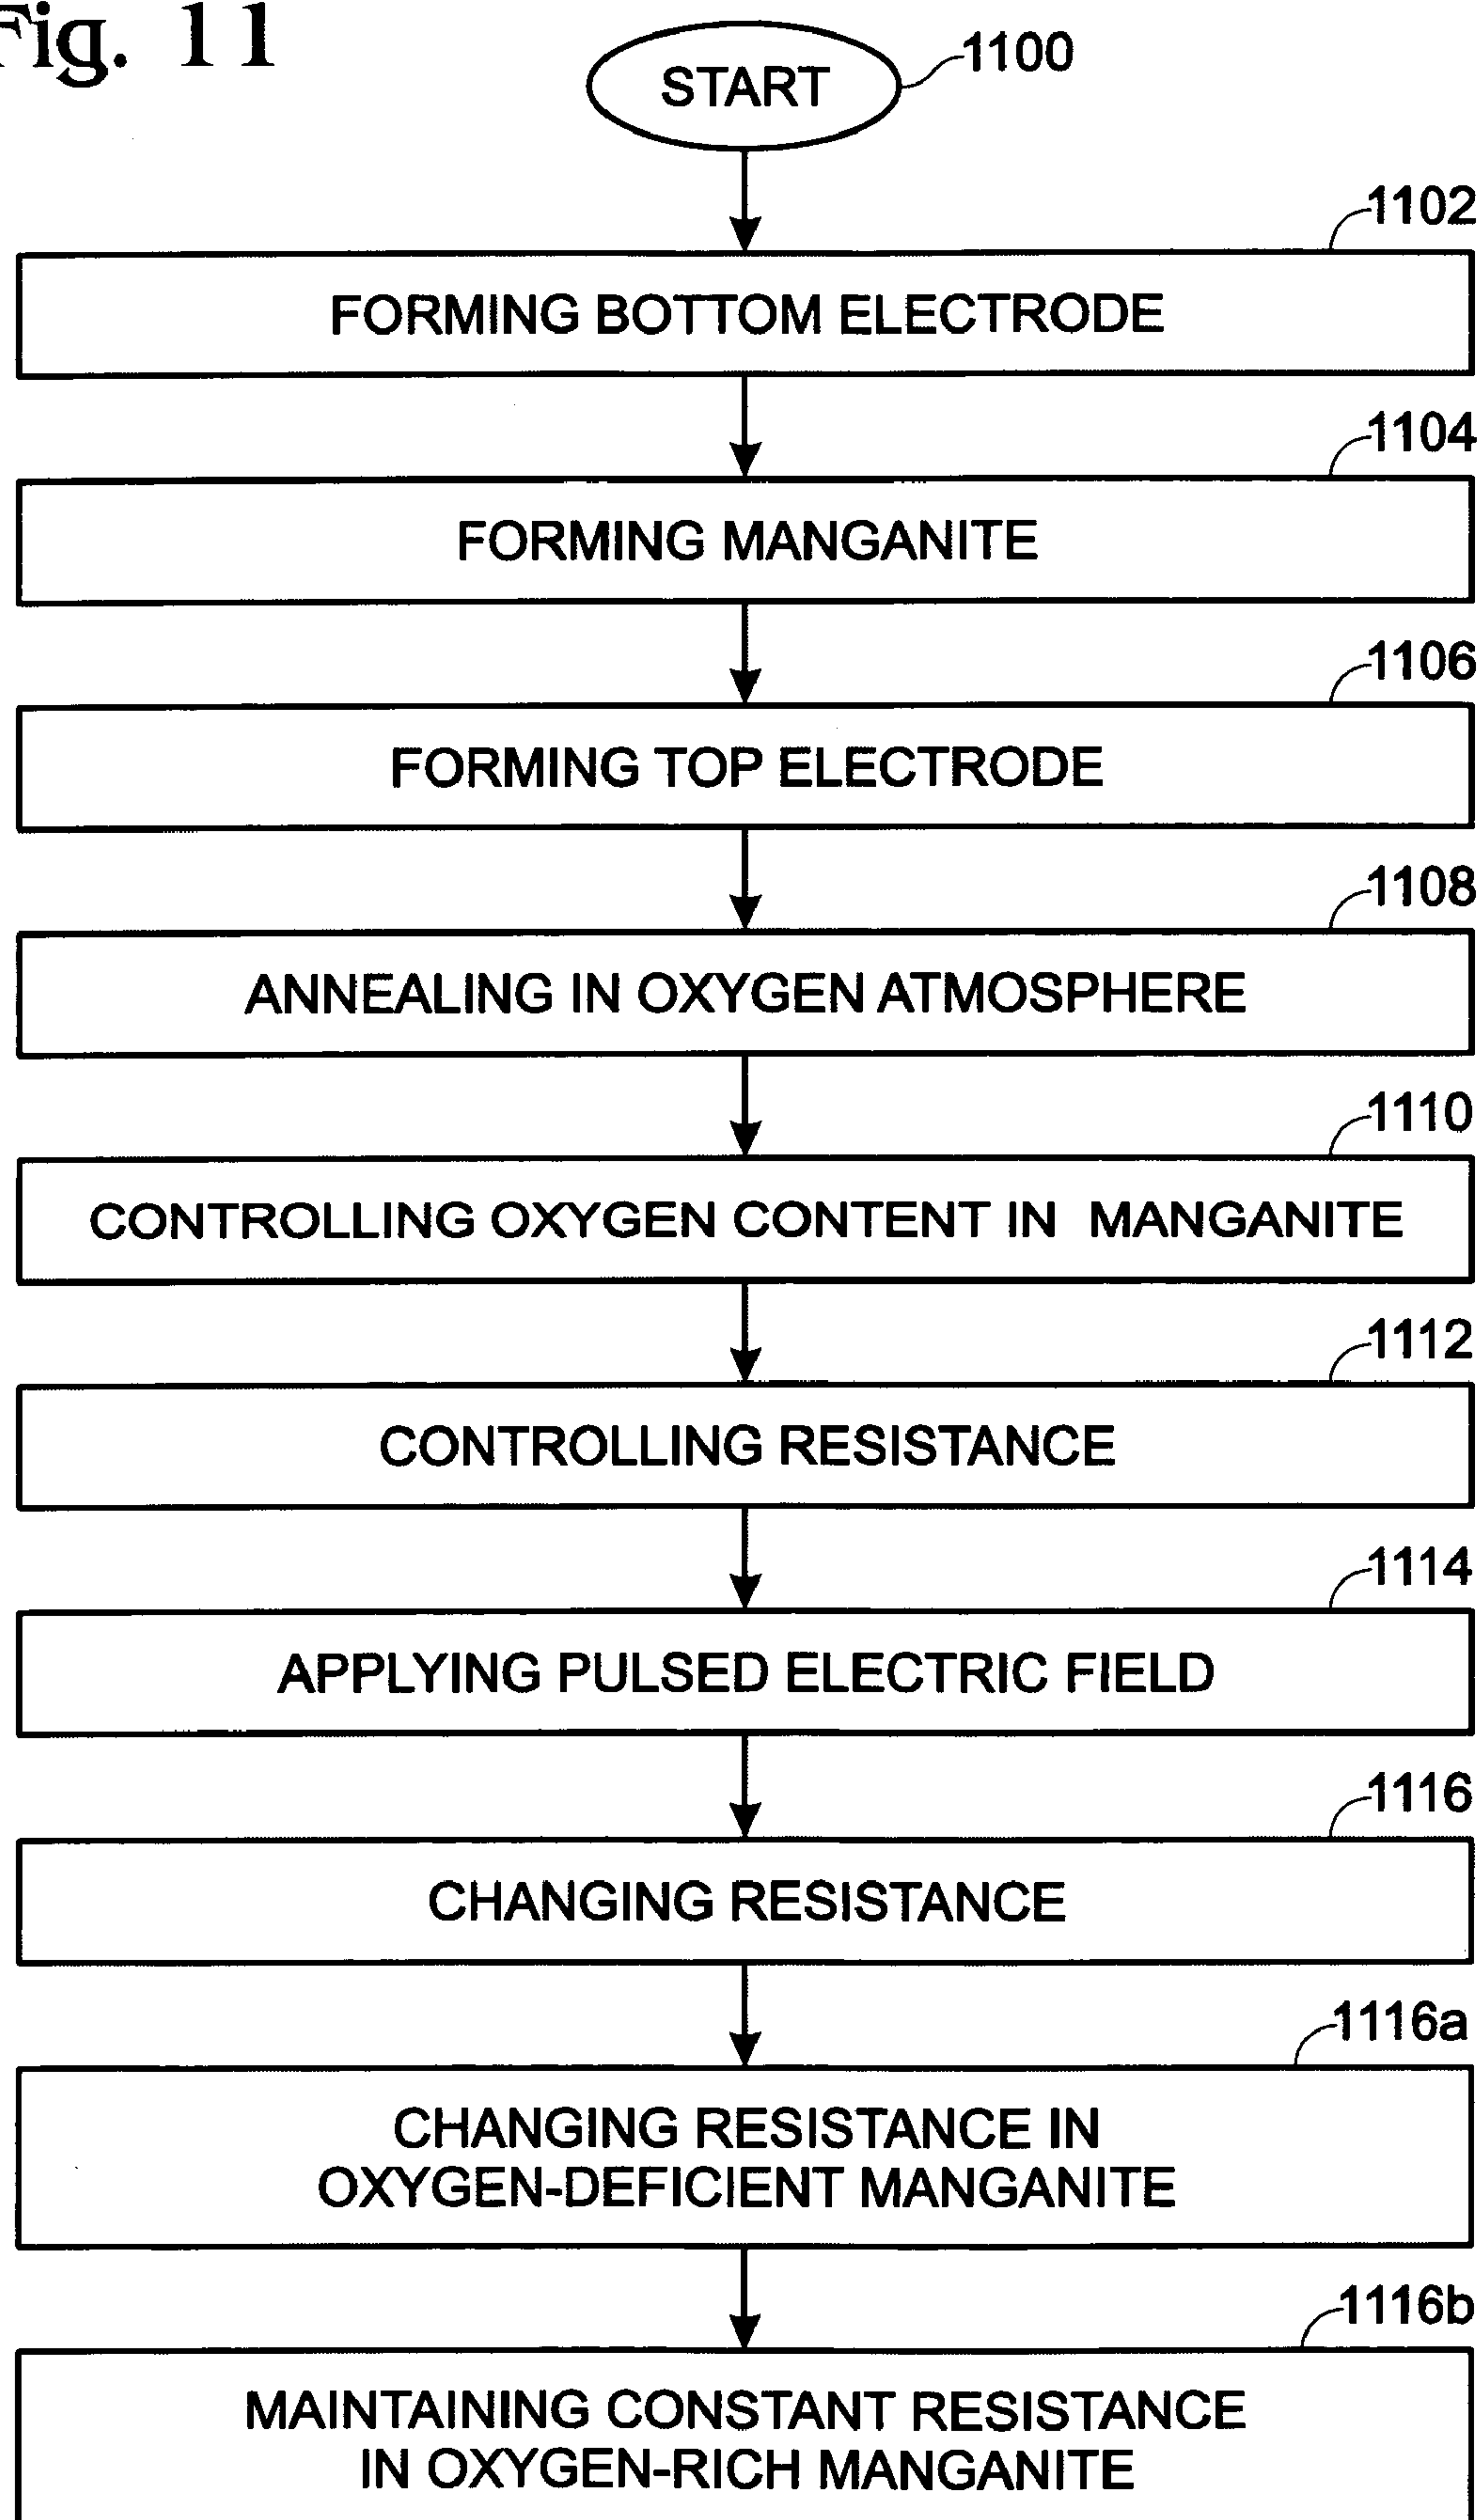 Fig. 11
START
1100
1102
FORMING BOTTOM ELECTRODE
1104
FORMING MANGANITE
1106
FORMING TOP ELECTRODE
1108
ANNEALING IN OXYGEN ATMOSPHERE
1110
CONTROLLING OXYGEN CONTENT IN MANGANITE
1112
CONTROLLING RESISTANCE
1114
APPLYING PULSED ELECTRIC FIELD
1116
CHANGING RESISTANCE
1116a
CHANGING RESISTANCE IN
OXYGEN-DEFICIENT MANGANITE
1116b
MAINTAINING CONSTANT RESISTANCE
IN OXYGEN-RICH MANGANITE